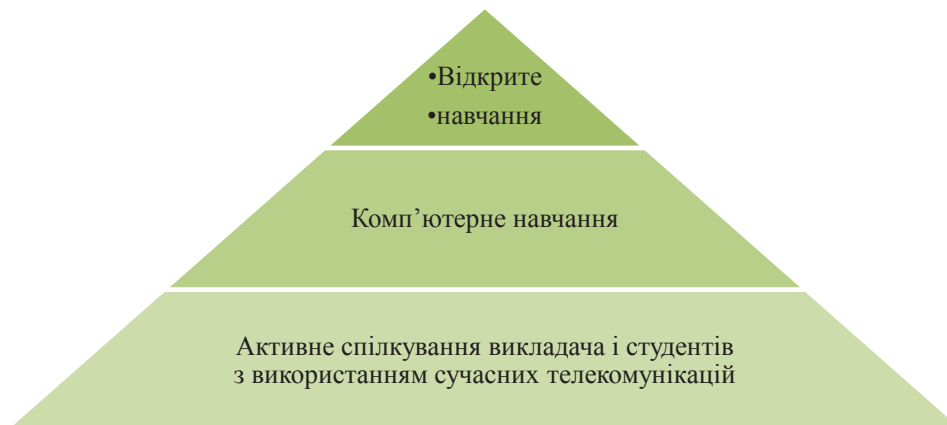 •Відкрите
•навчання
Комп’ютерне навчання
Активне спілкування викладача і студентів
з використанням сучасних телекомунікацій